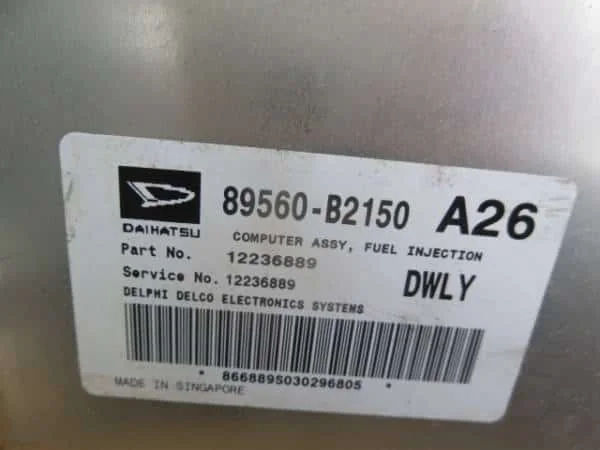 89560-B2150 A26
DAIHATSU
COMPUTER ASSY, FUEL INJECTION
Part No. 12236889
Service No. 12236889 DWLY
DELPHI DELCO ELECTRONICS SYSTEMS
* 866889S030296805 *
MADE IN SINGAPORE